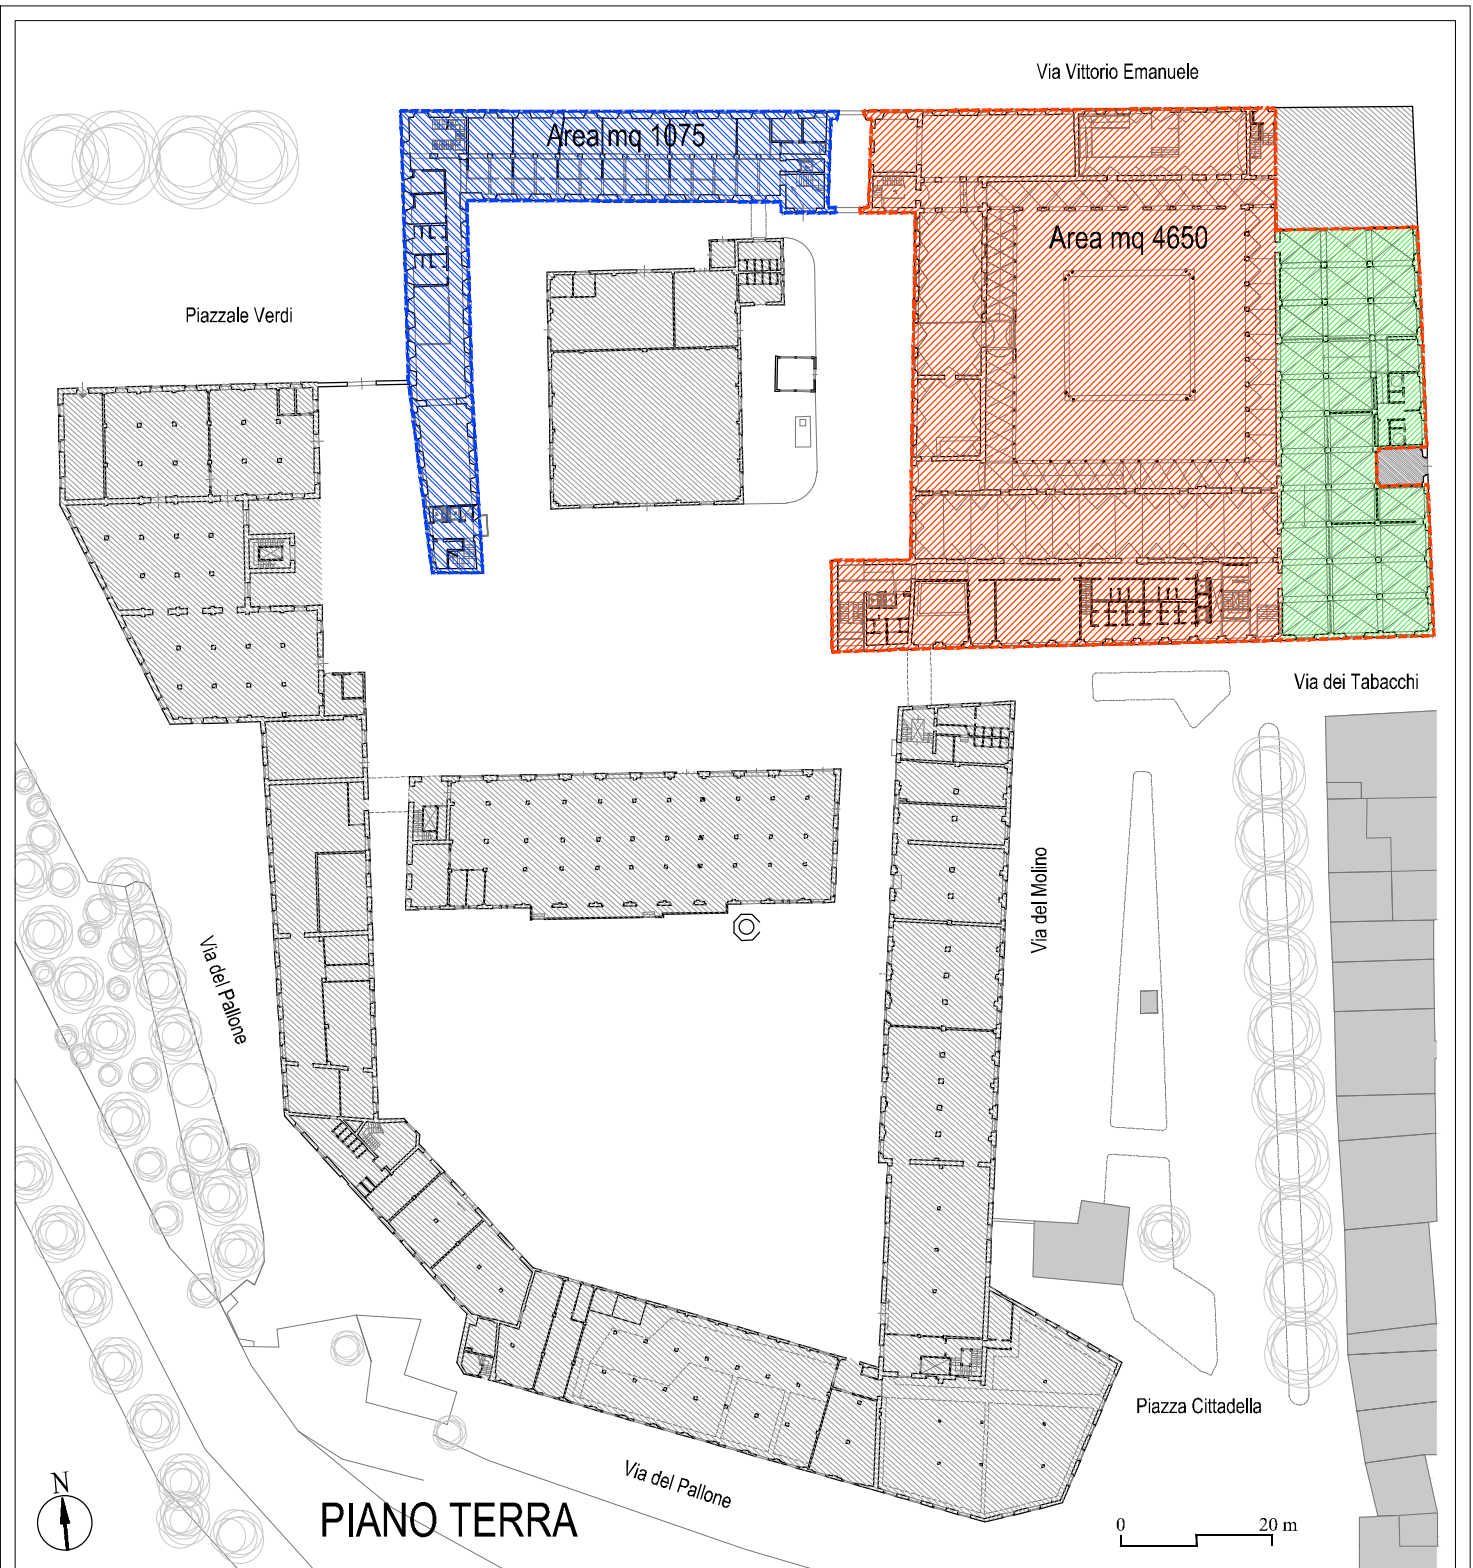 Via Vittorio Emanuele
Area mq 1075
Area mq 4650
Piazzale Verdi
Via dei Tabacchi
Via del Molino
Via del Pallone
Piazza Cittadella
Via del Pallone
N
PIANO TERRA
0 20 m